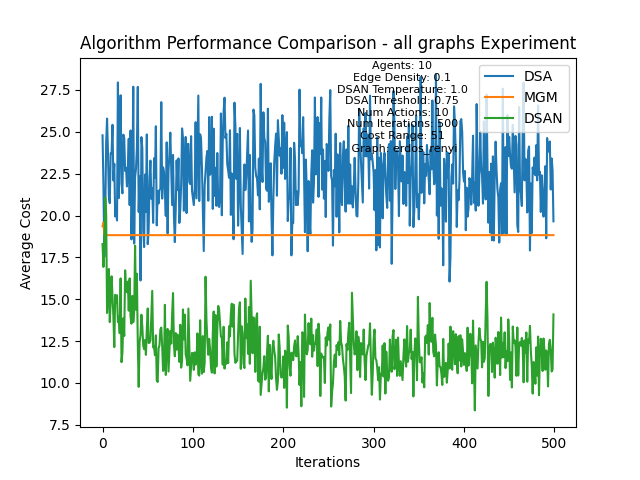 Algorithm Performance Comparison - all graphs Experiment
Agents: 10
Edge Density: 0.1
DSAN Temperature: 1.0
DSA Threshold: 0.75
Num Actions: 10
Num Iterations: 500
Cost Range: 51
Graph: erdos_renyi
DSA
MGM
DSAN
Average Cost
27.5
25.0
22.5
20.0
17.5
15.0
12.5
10.0
7.5
0 100 200 300 400 500
Iterations